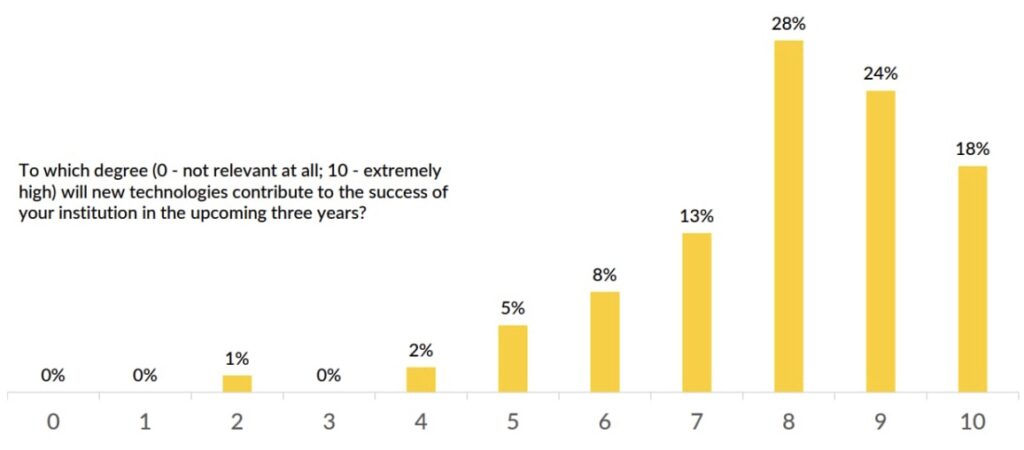 28%
24%
18%
To which degree (0 - not relevant at all; 10 - extremely
high) will new technologies contribute to the success of
your institution in the upcoming three years?
13%
8%
5%
2%
1%
0% 0% 0%
0 1 2 3 4 5 6 7 8 9 10